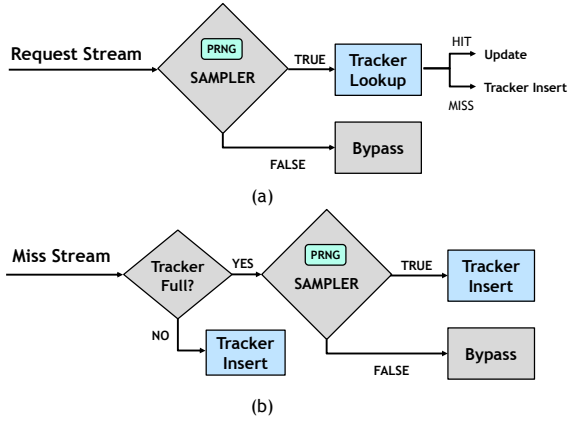 Request Stream
PRNG
SAMPLER
TRUE
Tracker
Lookup
HIT
Update
Tracker Insert
MISS
FALSE
Bypass
(a)
Miss Stream
Tracker
Full?
YES
PRNG
SAMPLER
TRUE
Tracker
Insert
NO
Tracker
Insert
FALSE
Bypass
(b)